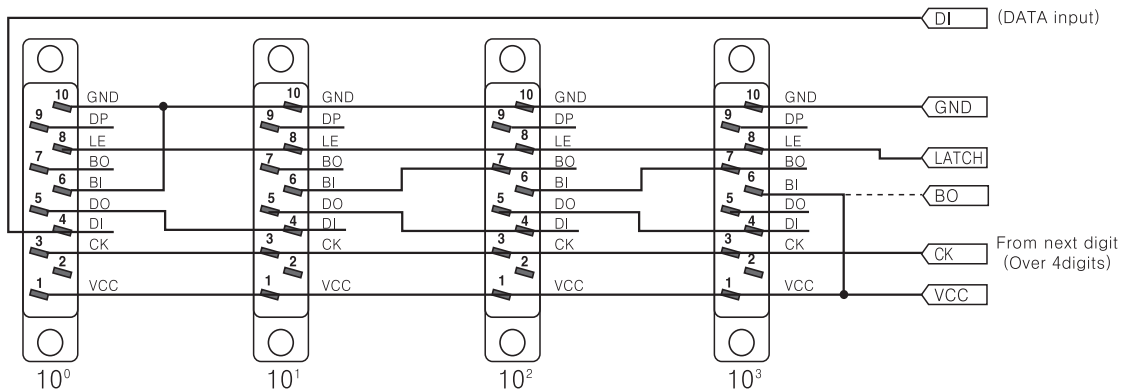 DI (DATA input)
10 GND 10 GND 10 GND 10 GND GND
9 DP 9 DP 9 DP 9 DP
8 LE 8 LE 8 LE 8 LE LATCH
7 BO 7 BO 7 BO 7 BO
6 BI 6 BI 6 BI 6 BI BO
5 DO 5 DO 5 DO 5 DO
4 DI 4 DI 4 DI 4 DI
3 CK 3 CK 3 CK 3 CK CK From next digit
(Over 4digits)
2 2 2 2
1 VCC 1 VCC 1 VCC 1 VCC VCC
10⁰ 10¹ 10² 10³